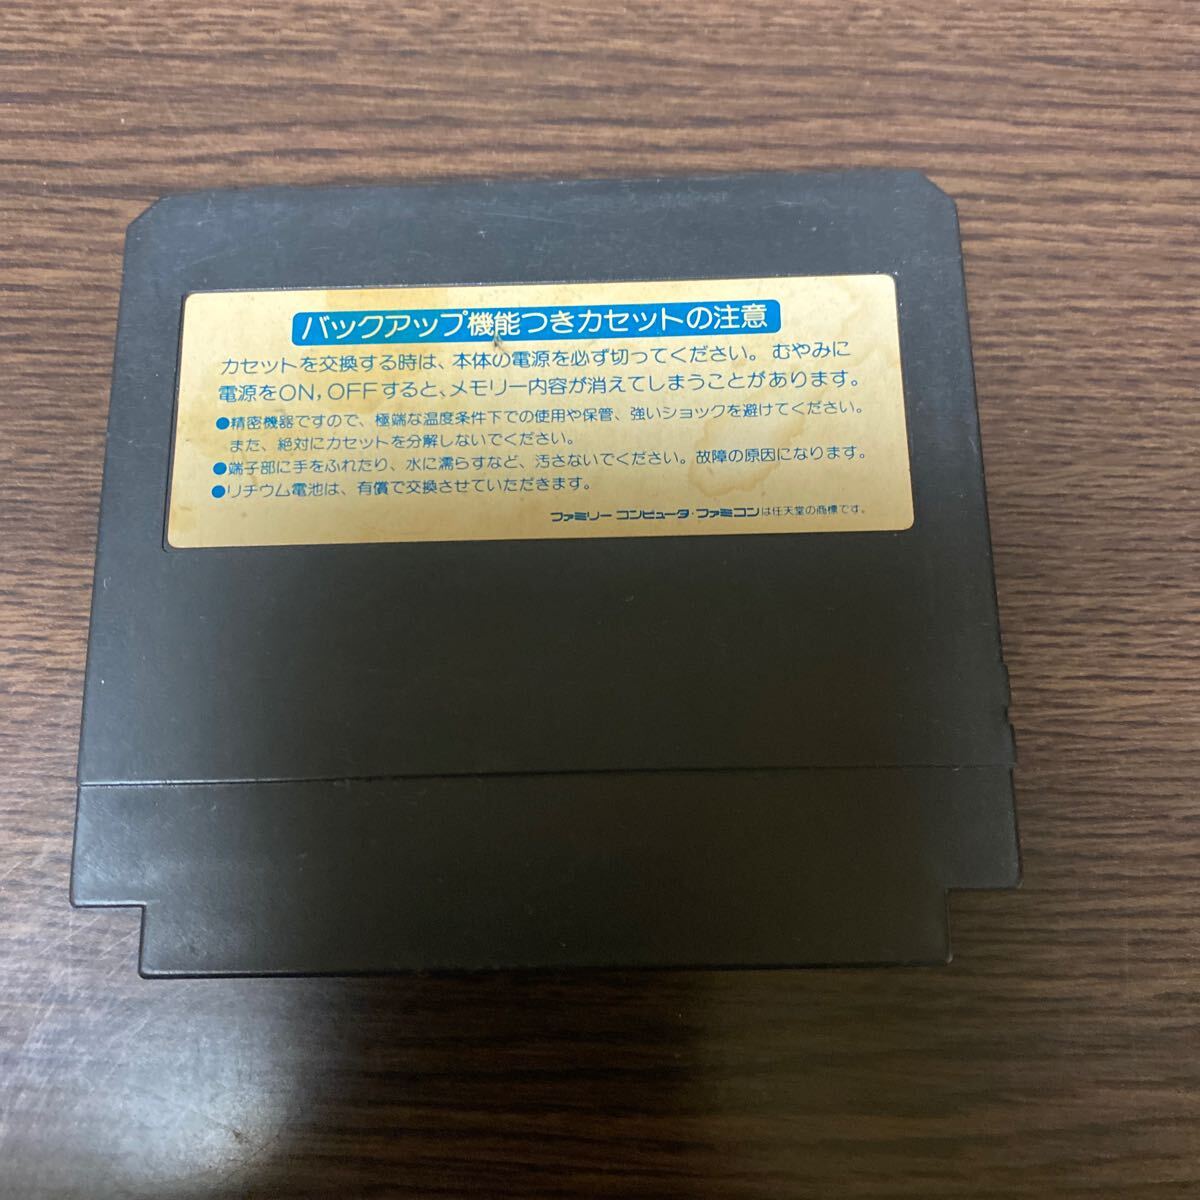 バックアップ機能つきカセットの注意
カセットを交換する時は、本体の電源を必ず切ってください。むやみに
電源をON, OFFすると、メモリー内容が消えてしまうことがあります。
●精密機器ですので、極端な温度条件下での使用や保管、強いショックを避けてください。
また、絶対にカセットを分解しないでください。
●端子部に手をふれたり、水に濡らすなど、汚さないでください。故障の原因になります。
●リチウム電池は、有償で交換させていただきます。
ファミリーコンピュータ・ファミコンは任天堂の商標です。